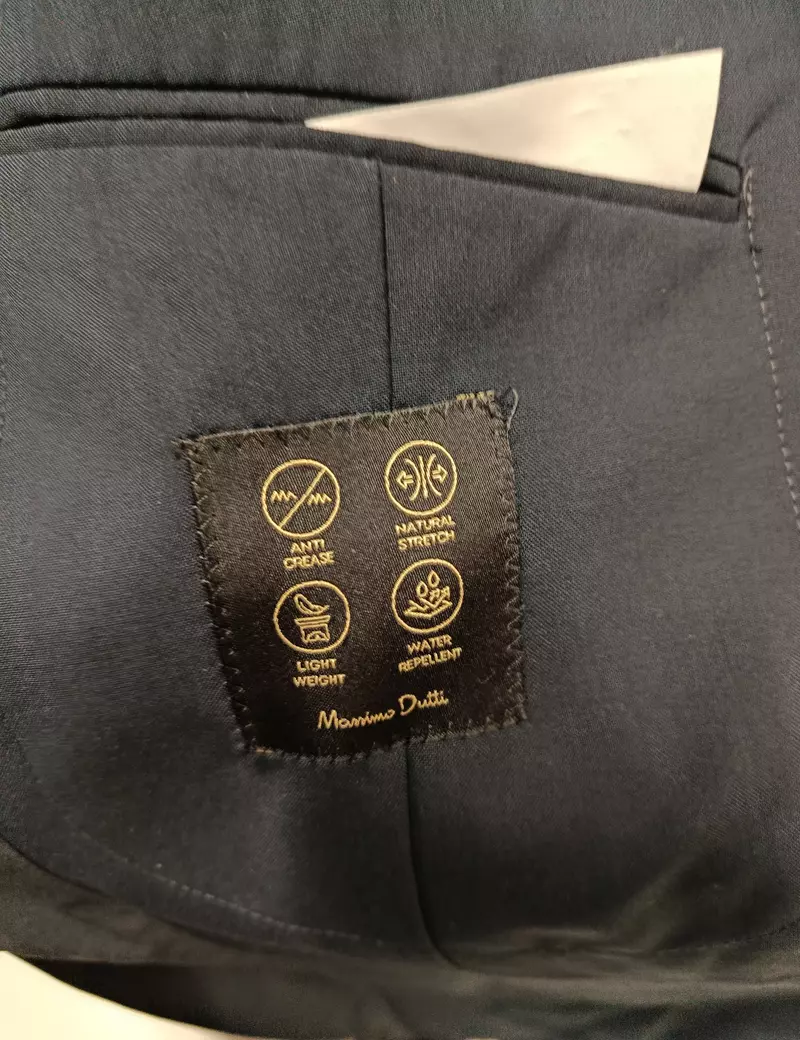 ANTI
CREASE
NATURAL
STRETCH
LIGHT
WEIGHT
WATER
REPELLENT
Massimo Dutti